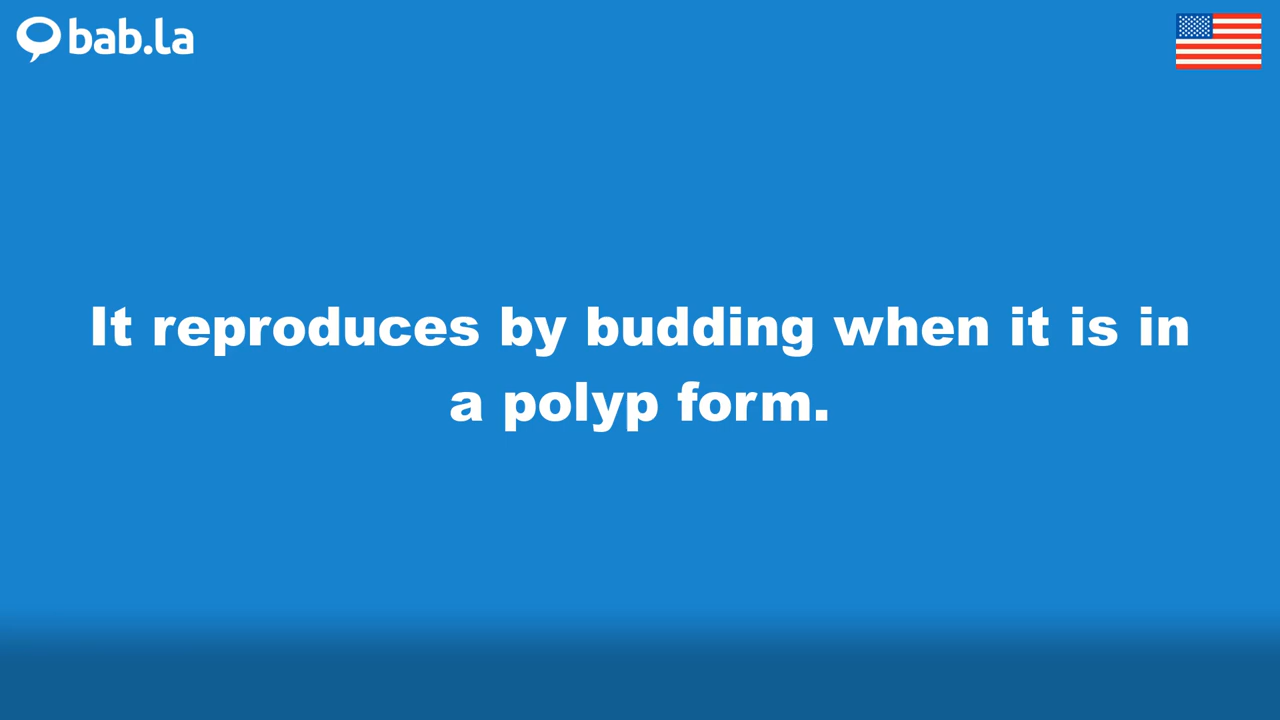 bab.la
It reproduces by budding when it is in
a polyp form.